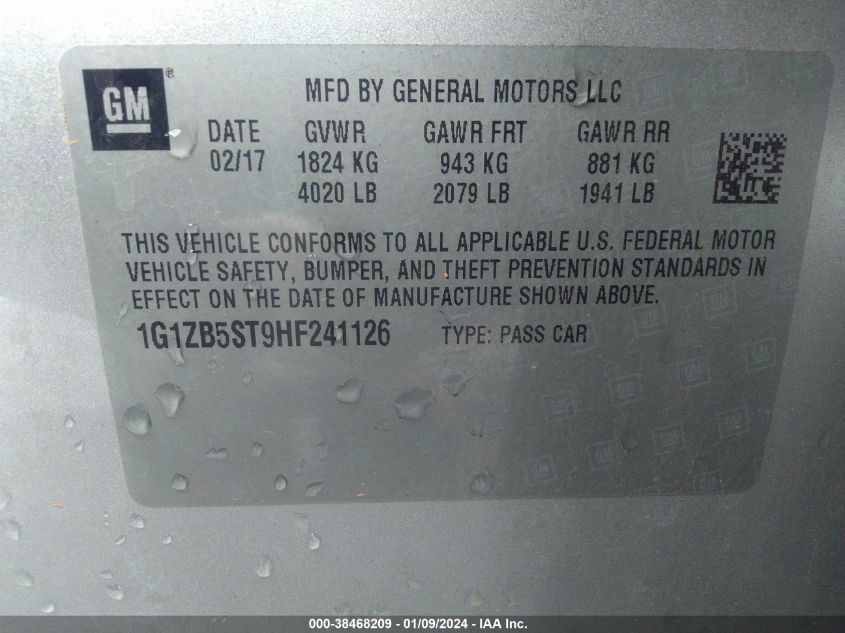 GM®
MFD BY GENERAL MOTORS LLC
DATE GVWR GAWR FRT GAWR RR
02/17 1824 KG 943 KG 881 KG
4020 LB 2079 LB 1941 LB
THIS VEHICLE CONFORMS TO ALL APPLICABLE U.S. FEDERAL MOTOR
VEHICLE SAFETY, BUMPER, AND THEFT PREVENTION STANDARDS IN
EFFECT ON THE DATE OF MANUFACTURE SHOWN ABOVE.
1G1ZB5ST9HF241126 TYPE: PASS CAR
000-38468209 - 01/09/2024 - IAA Inc.